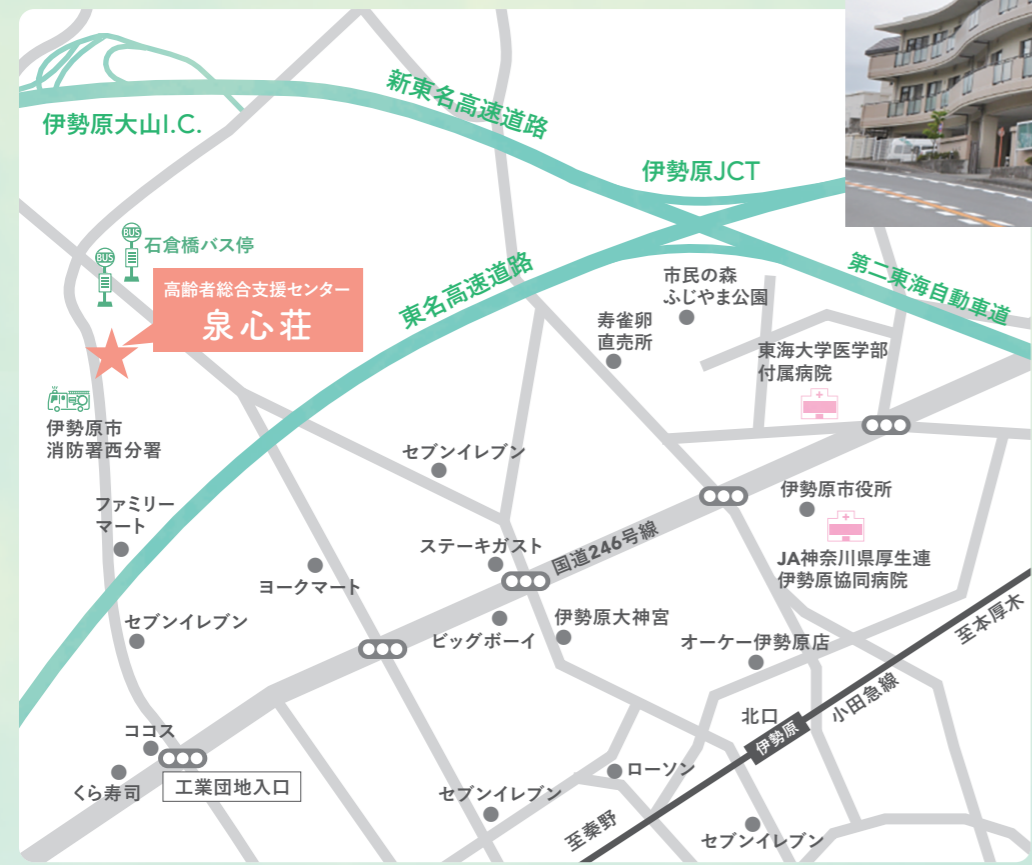 新東名高速道路
伊勢原大山I.C.
伊勢原JCT
BUS
石倉橋バス停
BUS
東名高速道路
第二東海自動車道
高齢者総合支援センター
泉心荘
市民の森
ふじやま公園
寿雀卵
直売所
東海大学医学部
付属病院
伊勢原市
消防署西分署
セブンイレブン
ファミリー
マート
伊勢原市役所
国道246号線
ステーキガスト
ヨークマート
JA神奈川県厚生連
伊勢原協同病院
セブンイレブン
ビッグボーイ
伊勢原大神宮
オーケー伊勢原店
至本厚木
小田急線
北口
伊勢原
ココス
くら寿司
工業団地入口
ローソン
セブンイレブン
至秦野
セブンイレブン